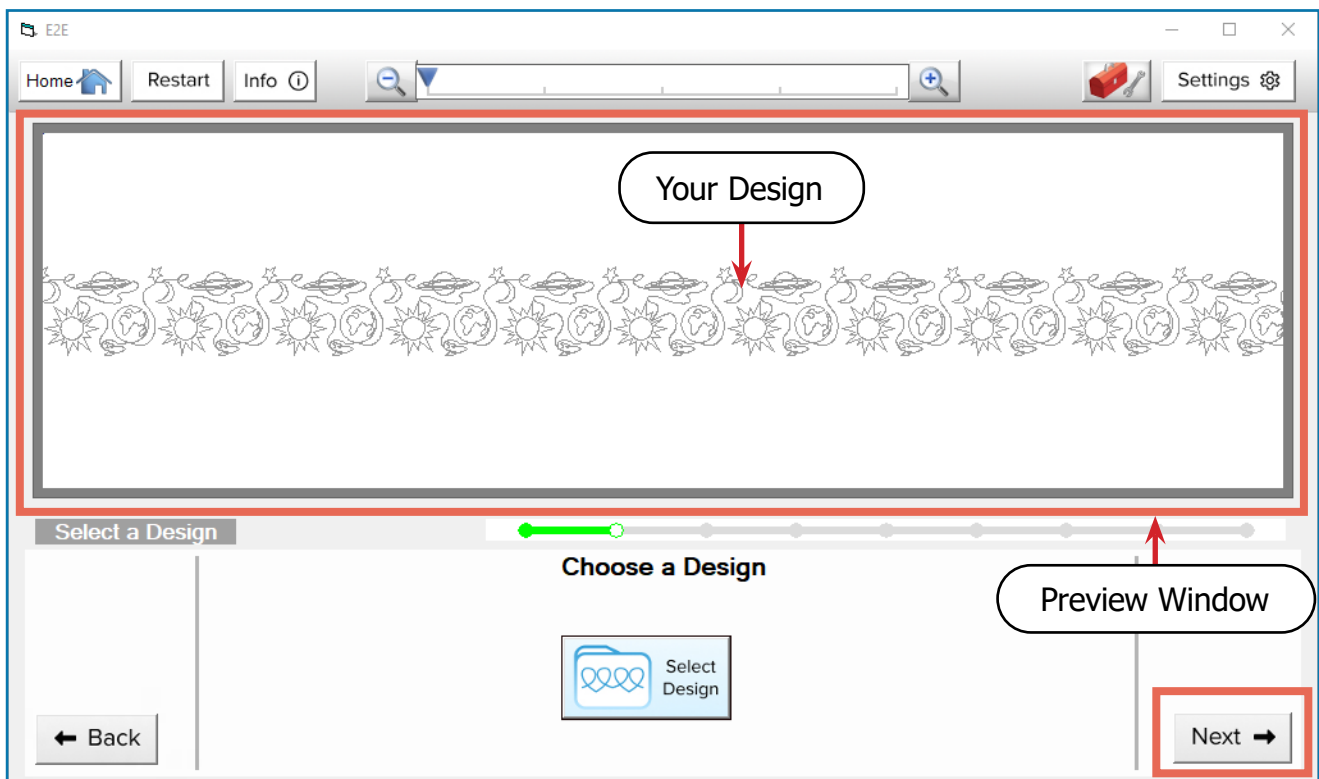 E2E
Home
Restart
Info
Settings
Your Design
Select a Design
Choose a Design
Preview Window
Select
Design
Back
Next